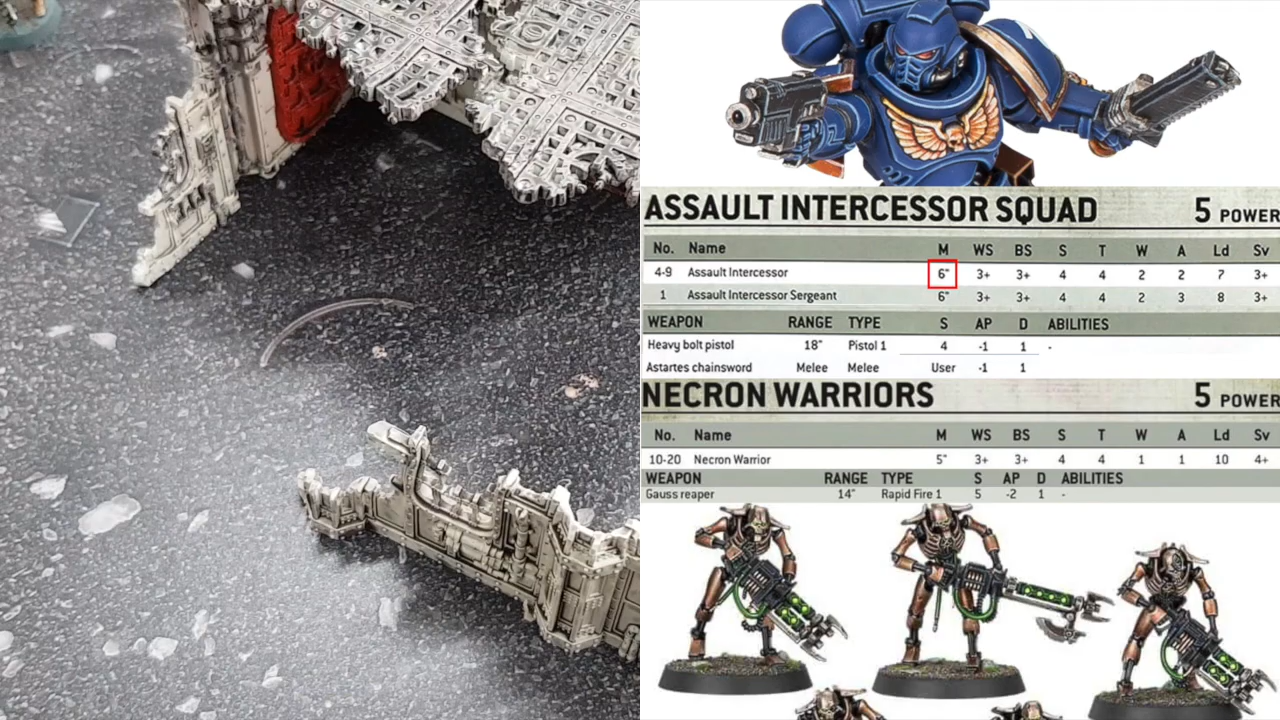 ASSAULT INTERCESSOR SQUAD 5 POWER
No. Name M WS BS S T W A Ld Sv
4-9 Assault Intercessor 6" 3+ 3+ 4 4 2 2 7 3+
1 Assault Intercessor Sergeant 6" 3+ 3+ 4 4 2 3 8 3+
WEAPON RANGE TYPE S AP D ABILITIES
Heavy bolt pistol 18" Pistol 1 4 -1 1 -
Astartes chainsword Melee Melee User -1 1
NECRON WARRIORS 5 POWER
No. Name M WS BS S T W A Ld Sv
10-20 Necron Warrior 5" 3+ 3+ 4 4 1 1 10 4+
WEAPON RANGE TYPE S AP D ABILITIES
Gauss reaper 14" Rapid Fire 1 5 -2 1 -